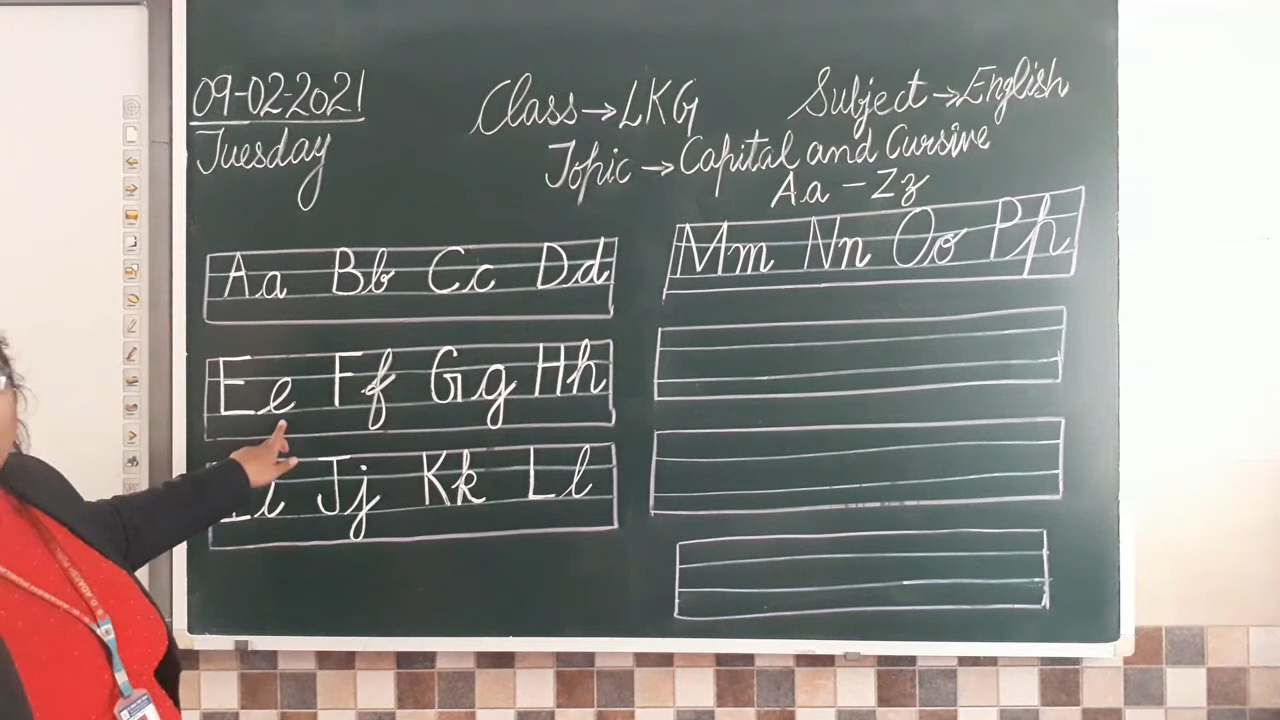 09-02-2021
Tuesday
Class→LKG
Subject→English
Topic→Capital and Cursive
Aa-Zz
Aa Bb Cc Dd
Ee Ff Gg Hh
Ii Jj Kk Ll
Mm Nn Oo Pp